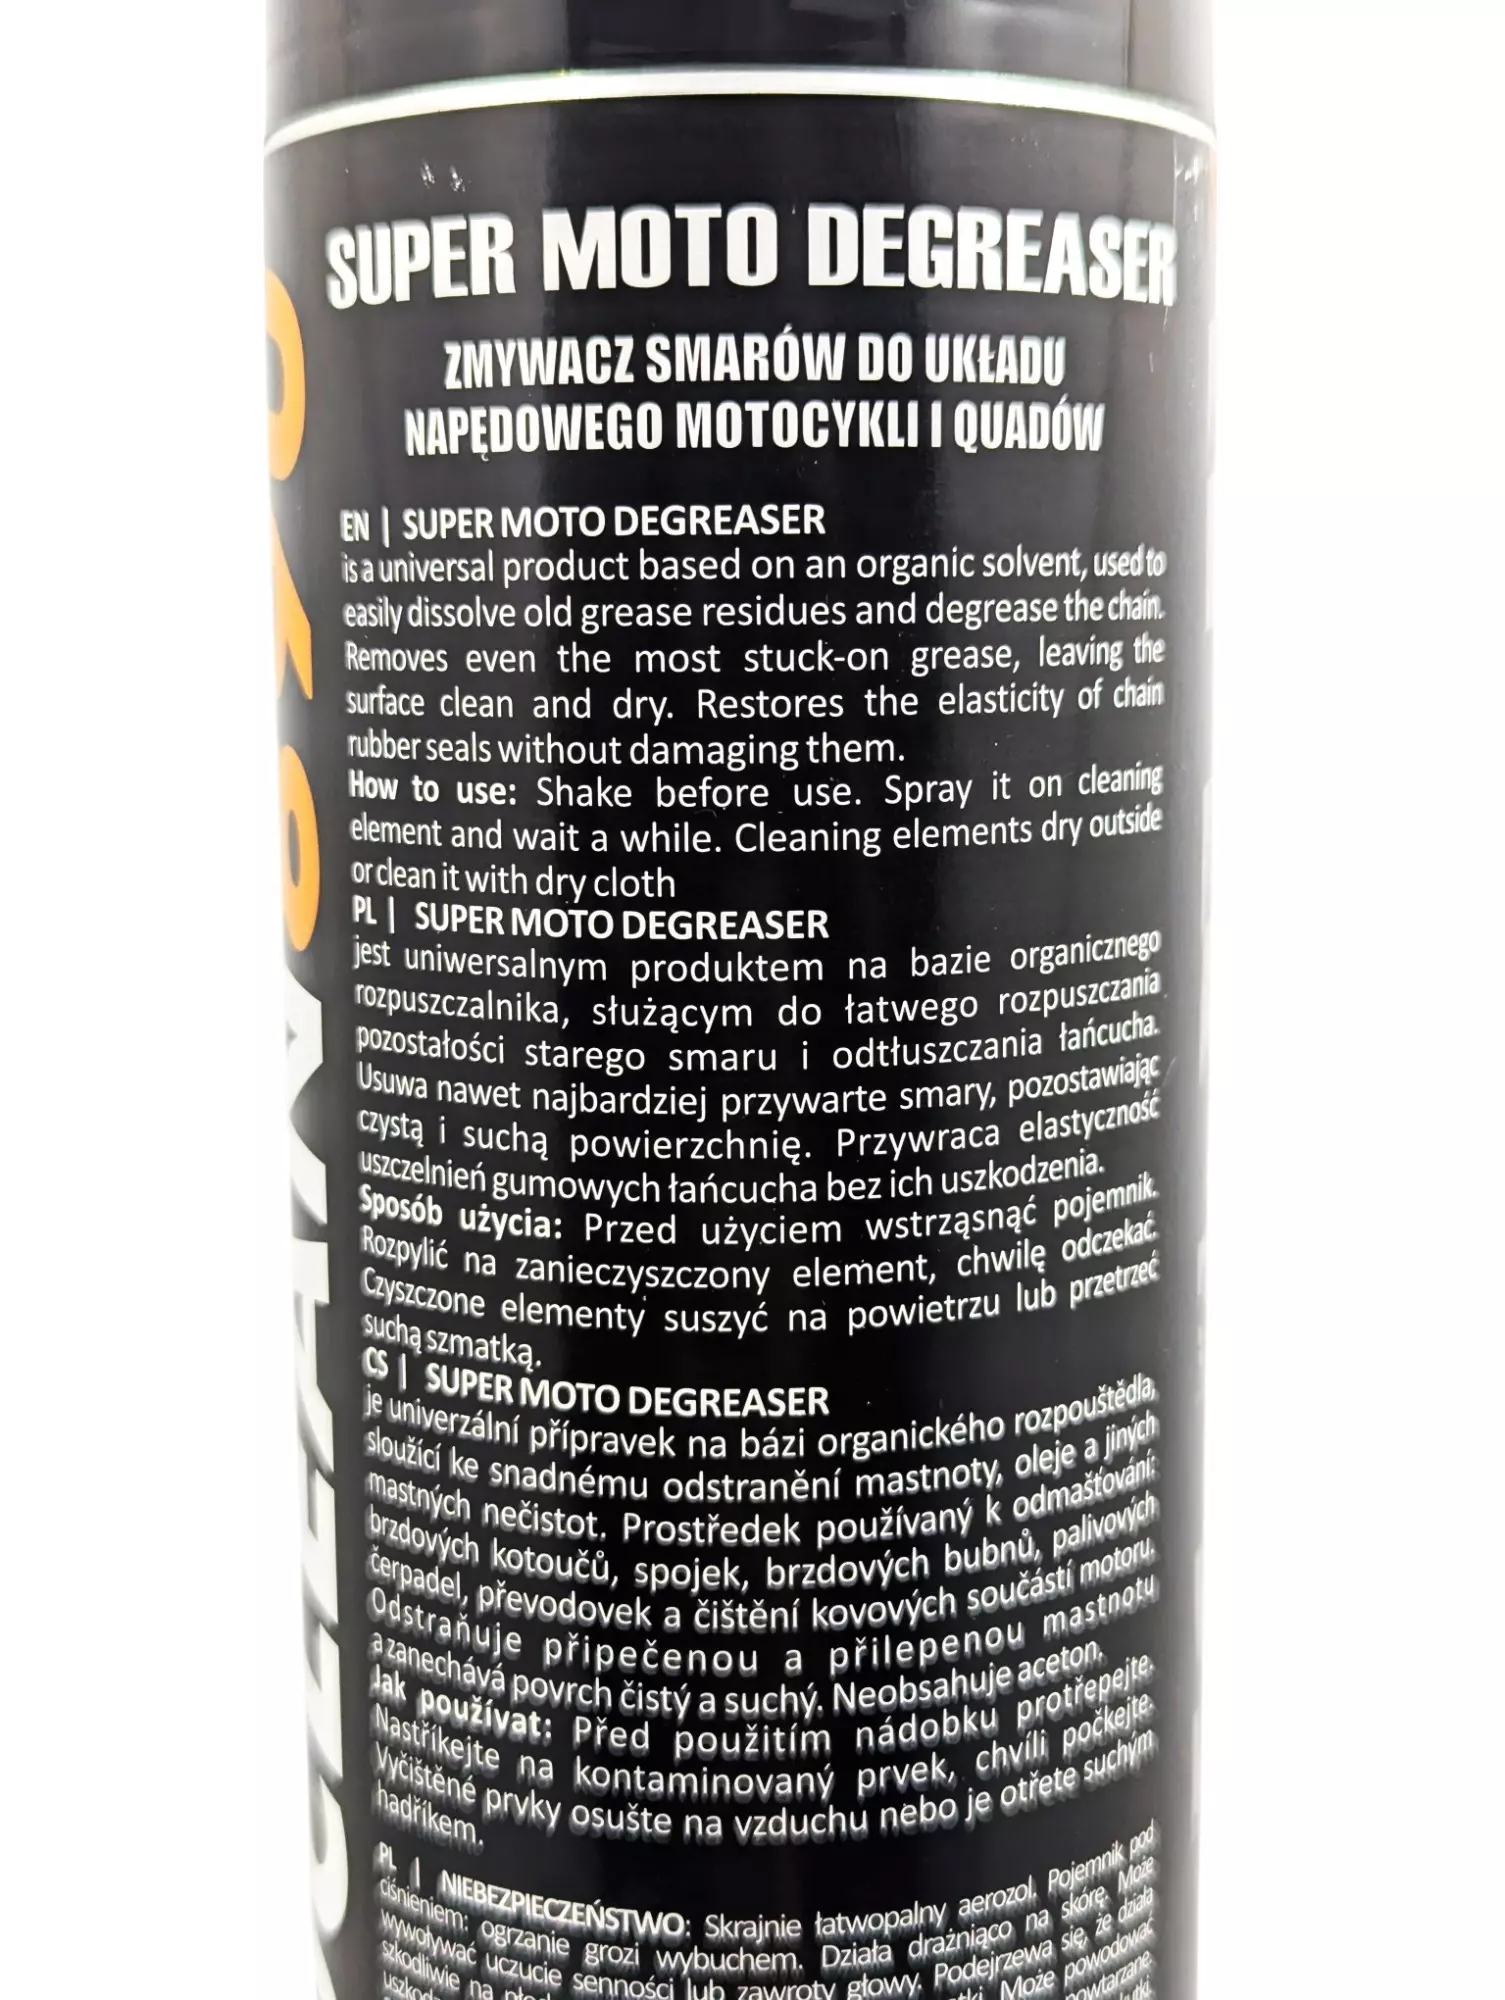 SUPER MOTO DEGREASER
ZMYWACZ SMARÓW DO UKŁADU
NAPĘDOWEGO MOTOCYKLI I QUADÓW
EN | SUPER MOTO DEGREASER
is a universal product based on an organic solvent, used to
easily dissolve old grease residues and degrease the chain.
Removes even the most stuck-on grease, leaving the
surface clean and dry. Restores the elasticity of chain
rubber seals without damaging them.
How to use: Shake before use. Spray it on cleaning
element and wait a while. Cleaning elements dry outside
or clean it with dry cloth
PL | SUPER MOTO DEGREASER
jest uniwersalnym produktem na bazie organicznego
rozpuszczalnika, służącym do łatwego rozpuszczania
pozostałości starego smaru i odtłuszczania łańcucha.
Usuwa nawet najbardziej przywarte smary, pozostawiając
czystą i suchą powierzchnię. Przywraca elastyczność
uszczelnień gumowych łańcucha bez ich uszkodzenia.
Sposób użycia: Przed użyciem wstrząsnąć pojemnik.
Rozpylić na zanieczyszczony element, chwilę odczekać.
Czyszczone elementy suszyć na powietrzu lub przetrzeć
suchą szmatką.
CS | SUPER MOTO DEGREASER
je univerzální přípravek na bázi organického rozpouštědla,
sloužící ke snadnému odstranění mastnoty, oleje a jiných
mastných nečistot. Prostředek používaný k odmašťování:
brzdových kotoučů, spojek, brzdových bubnů, palivových
čerpadel, převodovek a čištění kovových součástí motoru.
Odstraňuje připečenou a přilepenou mastnotu
a zanechává povrch čistý a suchý. Neobsahuje aceton.
Jak používat: Před použitím nádobku protřepejte.
Nastříkejte na kontaminovaný prvek, chvíli počkejte.
Vyčištěné prvky osušte na vzduchu nebo je otřete suchým
hadříkem.
PL | NIEBEZPIECZEŃSTWO: Skrajnie łatwopalny aerozol. Pojemnik pod
ciśnieniem: ogrzanie grozi wybuchem. Działa drażniąco na skórę. Może
wywoływać uczucie senności lub zawroty głowy. Podejrzewa się, że działa
szkodliwie na Może powodować
powtarzane